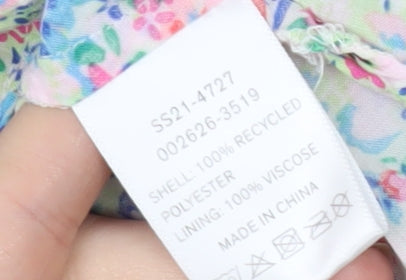 SS21-4727
002626-3519
SHELL: 100% RECYCLED
POLYESTER
LINING: 100% VISCOSE
MADE IN CHINA